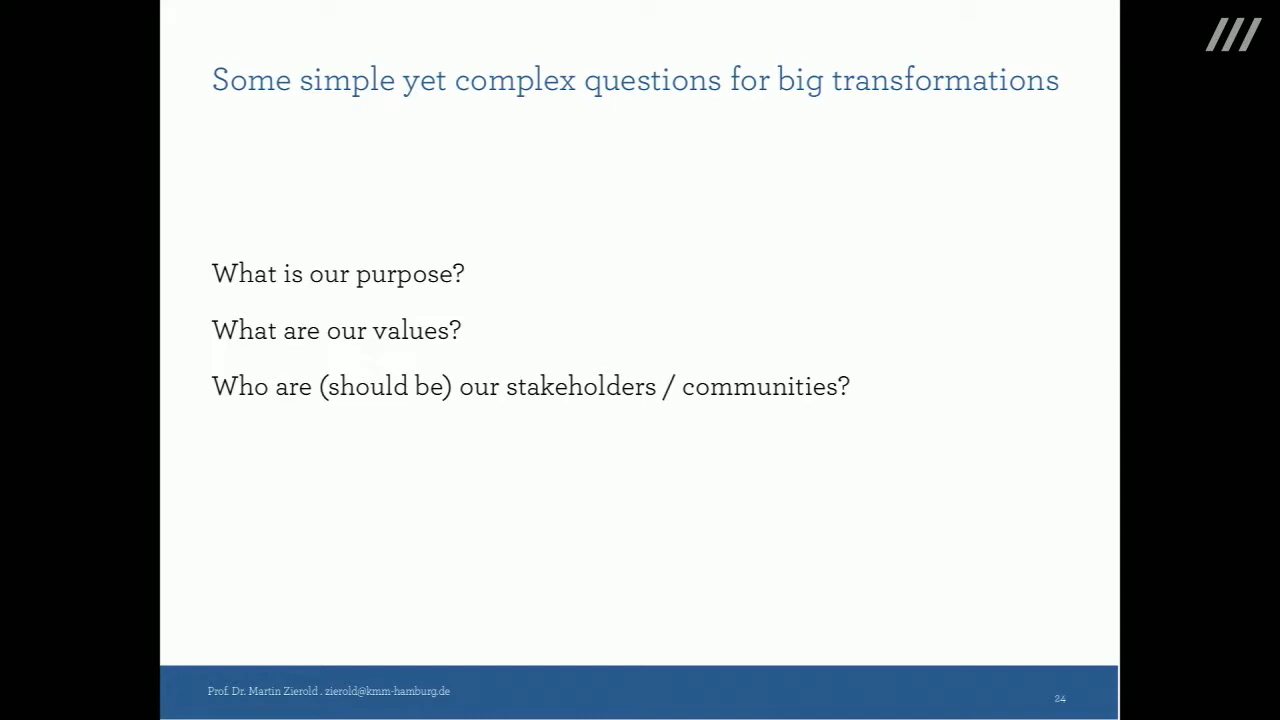 Some simple yet complex questions for big transformations
What is our purpose?
What are our values?
Who are (should be) our stakeholders / communities?
Prof. Dr. Martin Zierold . zierold@kmm-hamburg.de
24